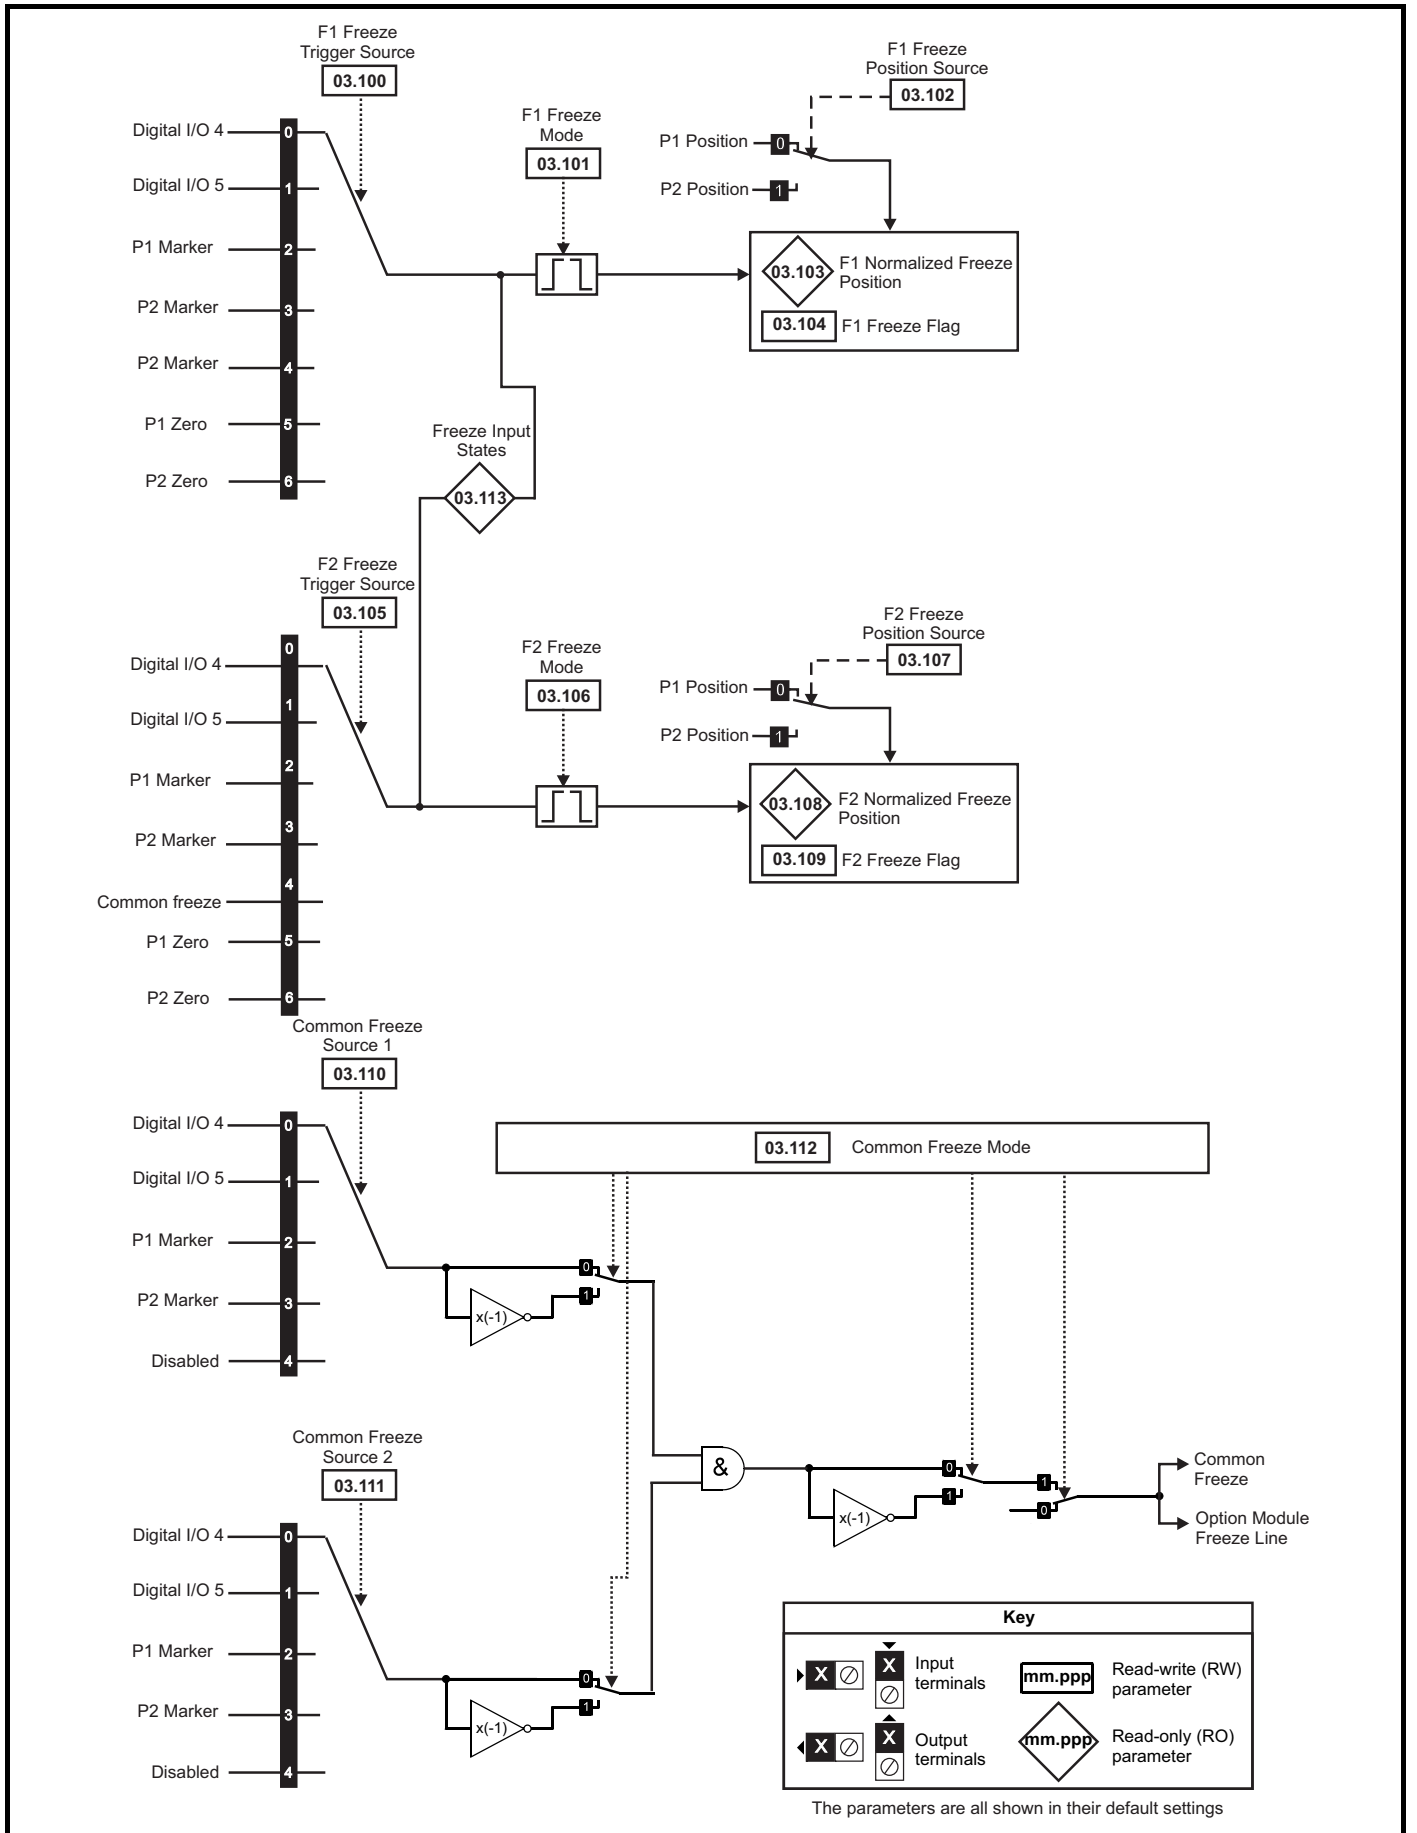 F1 Freeze
Trigger Source
03.100
F1 Freeze
Position Source
03.102
F1 Freeze
Mode
03.101
Digital I/O 4
0
Digital I/O 5
1
P1 Marker
2
P2 Marker
3
P2 Marker
4
P1 Zero
5
P2 Zero
6
P1 Position
0
P2 Position
1
03.103
F1 Normalized Freeze
Position
03.104
F1 Freeze Flag
Freeze Input
States
03.113
F2 Freeze
Trigger Source
03.105
F2 Freeze
Position Source
03.107
F2 Freeze
Mode
03.106
0
Digital I/O 4
1
Digital I/O 5
2
P1 Marker
3
P2 Marker
4
Common freeze
P1 Zero
5
P2 Zero
6
P1 Position
0
P2 Position
1
03.108
F2 Normalized Freeze
Position
03.109
F2 Freeze Flag
Common Freeze
Source 1
03.110
Digital I/O 4
0
Digital I/O 5
1
P1 Marker
2
P2 Marker
3
Disabled
4
03.112
Common Freeze Mode
0
1
x(-1)
Common Freeze
Source 2
03.111
Digital I/O 4
0
Digital I/O 5
1
P1 Marker
2
P2 Marker
3
Disabled
4
0
1
x(-1)
&
0
1
x(-1)
1
0
Common
Freeze
Option Module
Freeze Line
Key
X
X
Input
terminals
mm.ppp
Read-write (RW)
parameter
X
X
Output
terminals
mm.ppp
Read-only (RO)
parameter
The parameters are all shown in their default settings